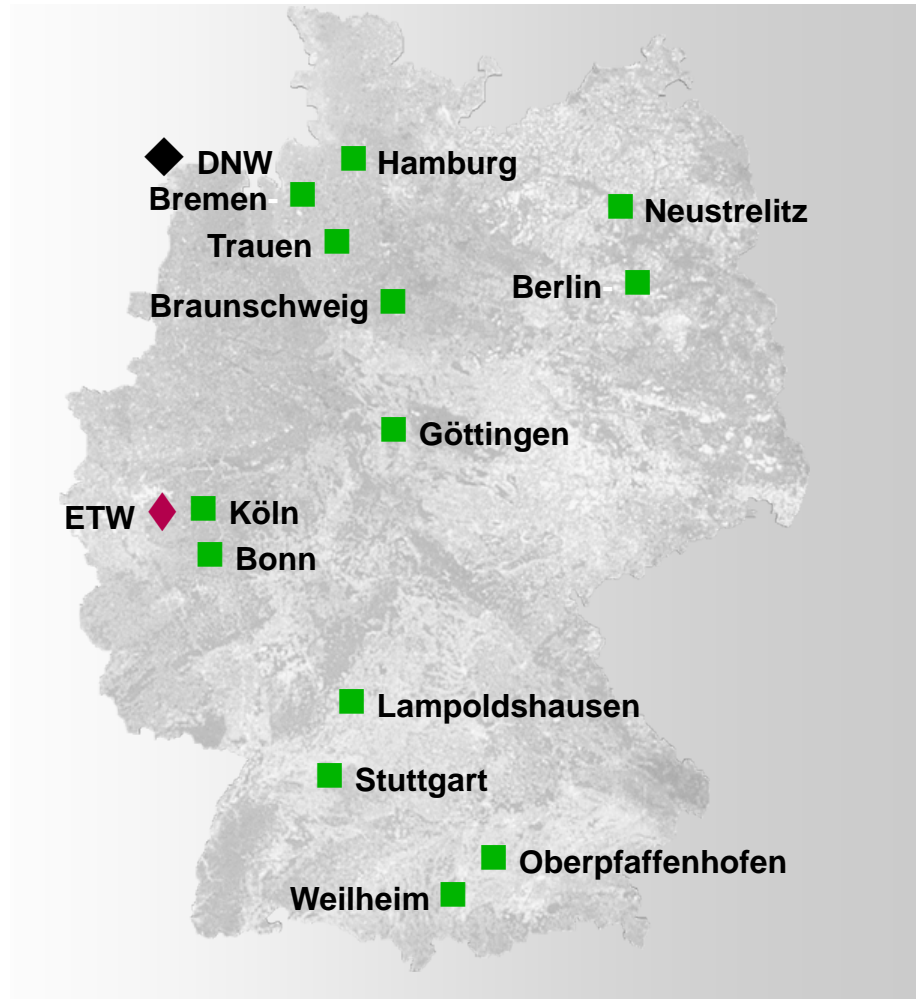 DNW
Hamburg
Bremen
Neustrelitz
Trauen
Berlin
Braunschweig
Göttingen
ETW
Köln
Bonn
Lampoldshausen
Stuttgart
Oberpfaffenhofen
Weilheim